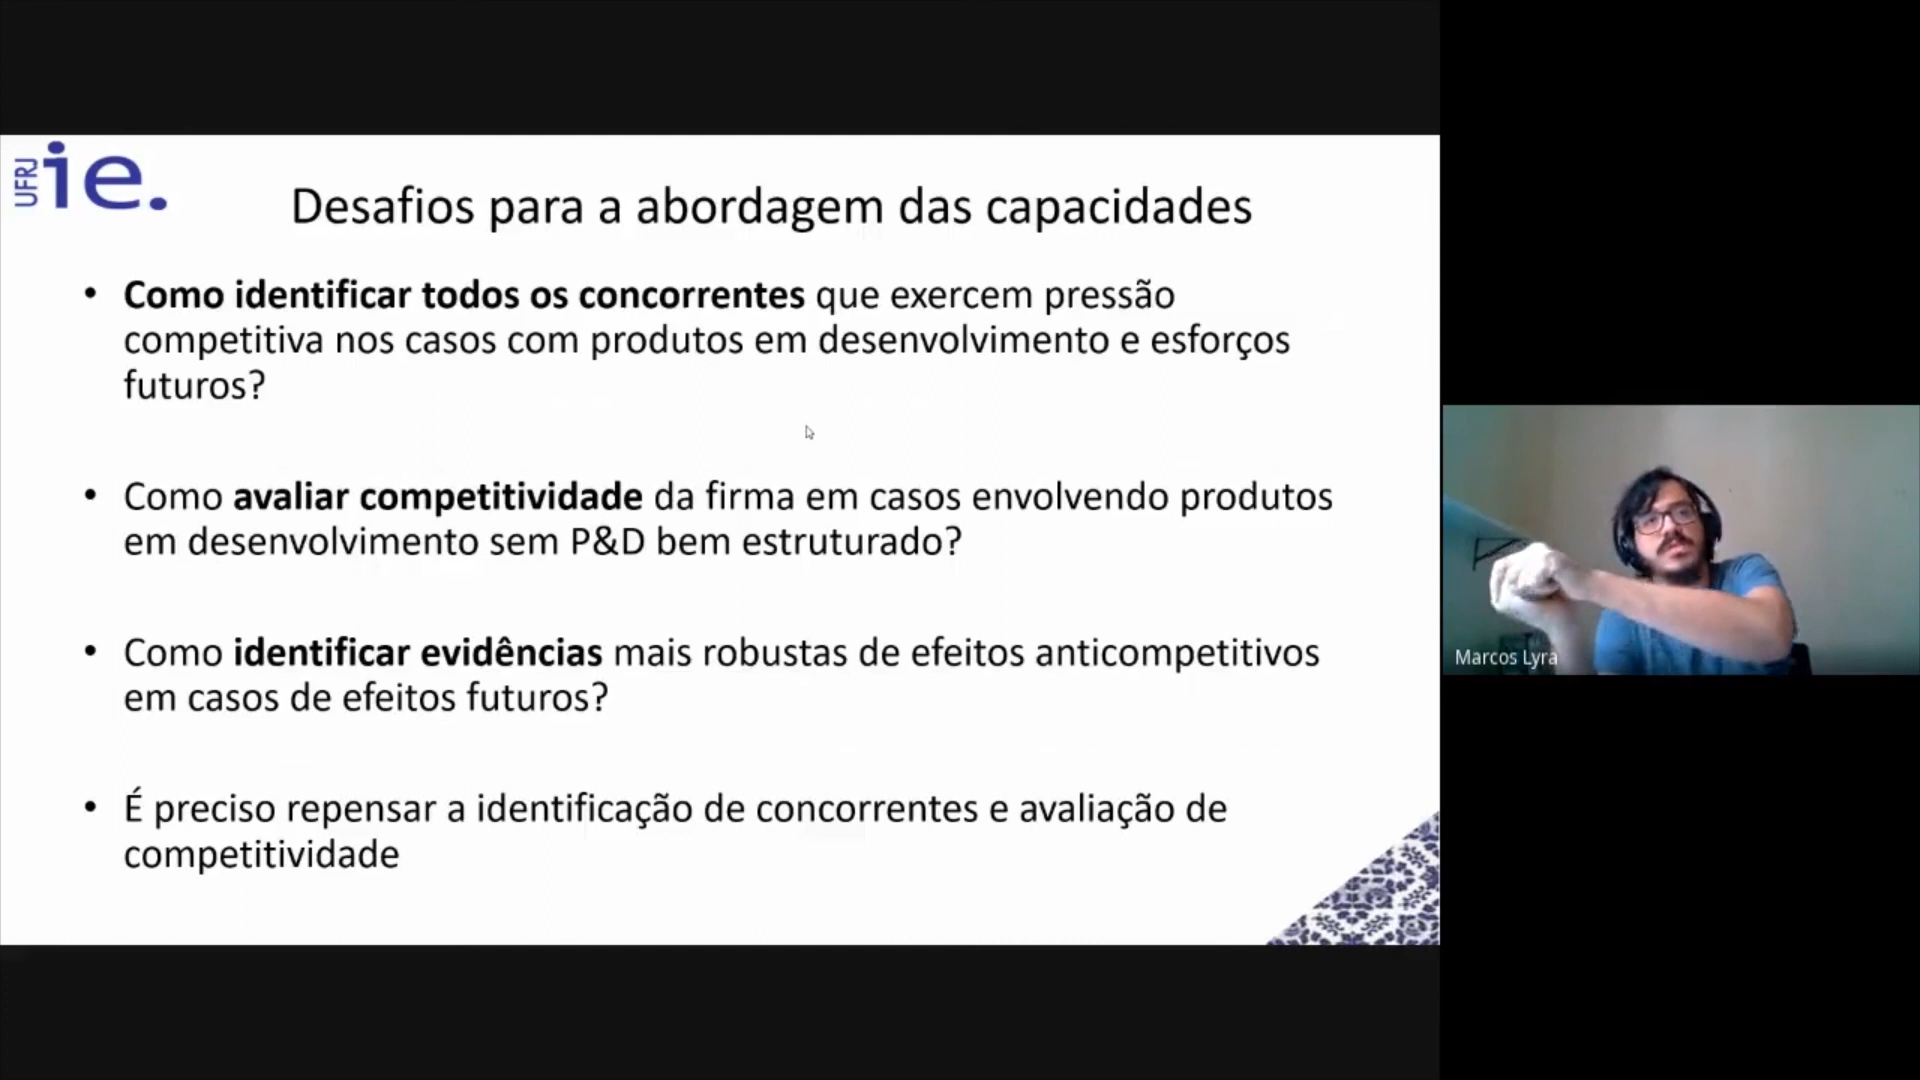 UFRJ ie.
Desafios para a abordagem das capacidades
• Como identificar todos os concorrentes que exercem pressão
competitiva nos casos com produtos em desenvolvimento e esforços
futuros?
• Como avaliar competitividade da firma em casos envolvendo produtos
em desenvolvimento sem P&D bem estruturado?
• Como identificar evidências mais robustas de efeitos anticompetitivos
em casos de efeitos futuros?
• É preciso repensar a identificação de concorrentes e avaliação de
competitividade
Marcos Lyra